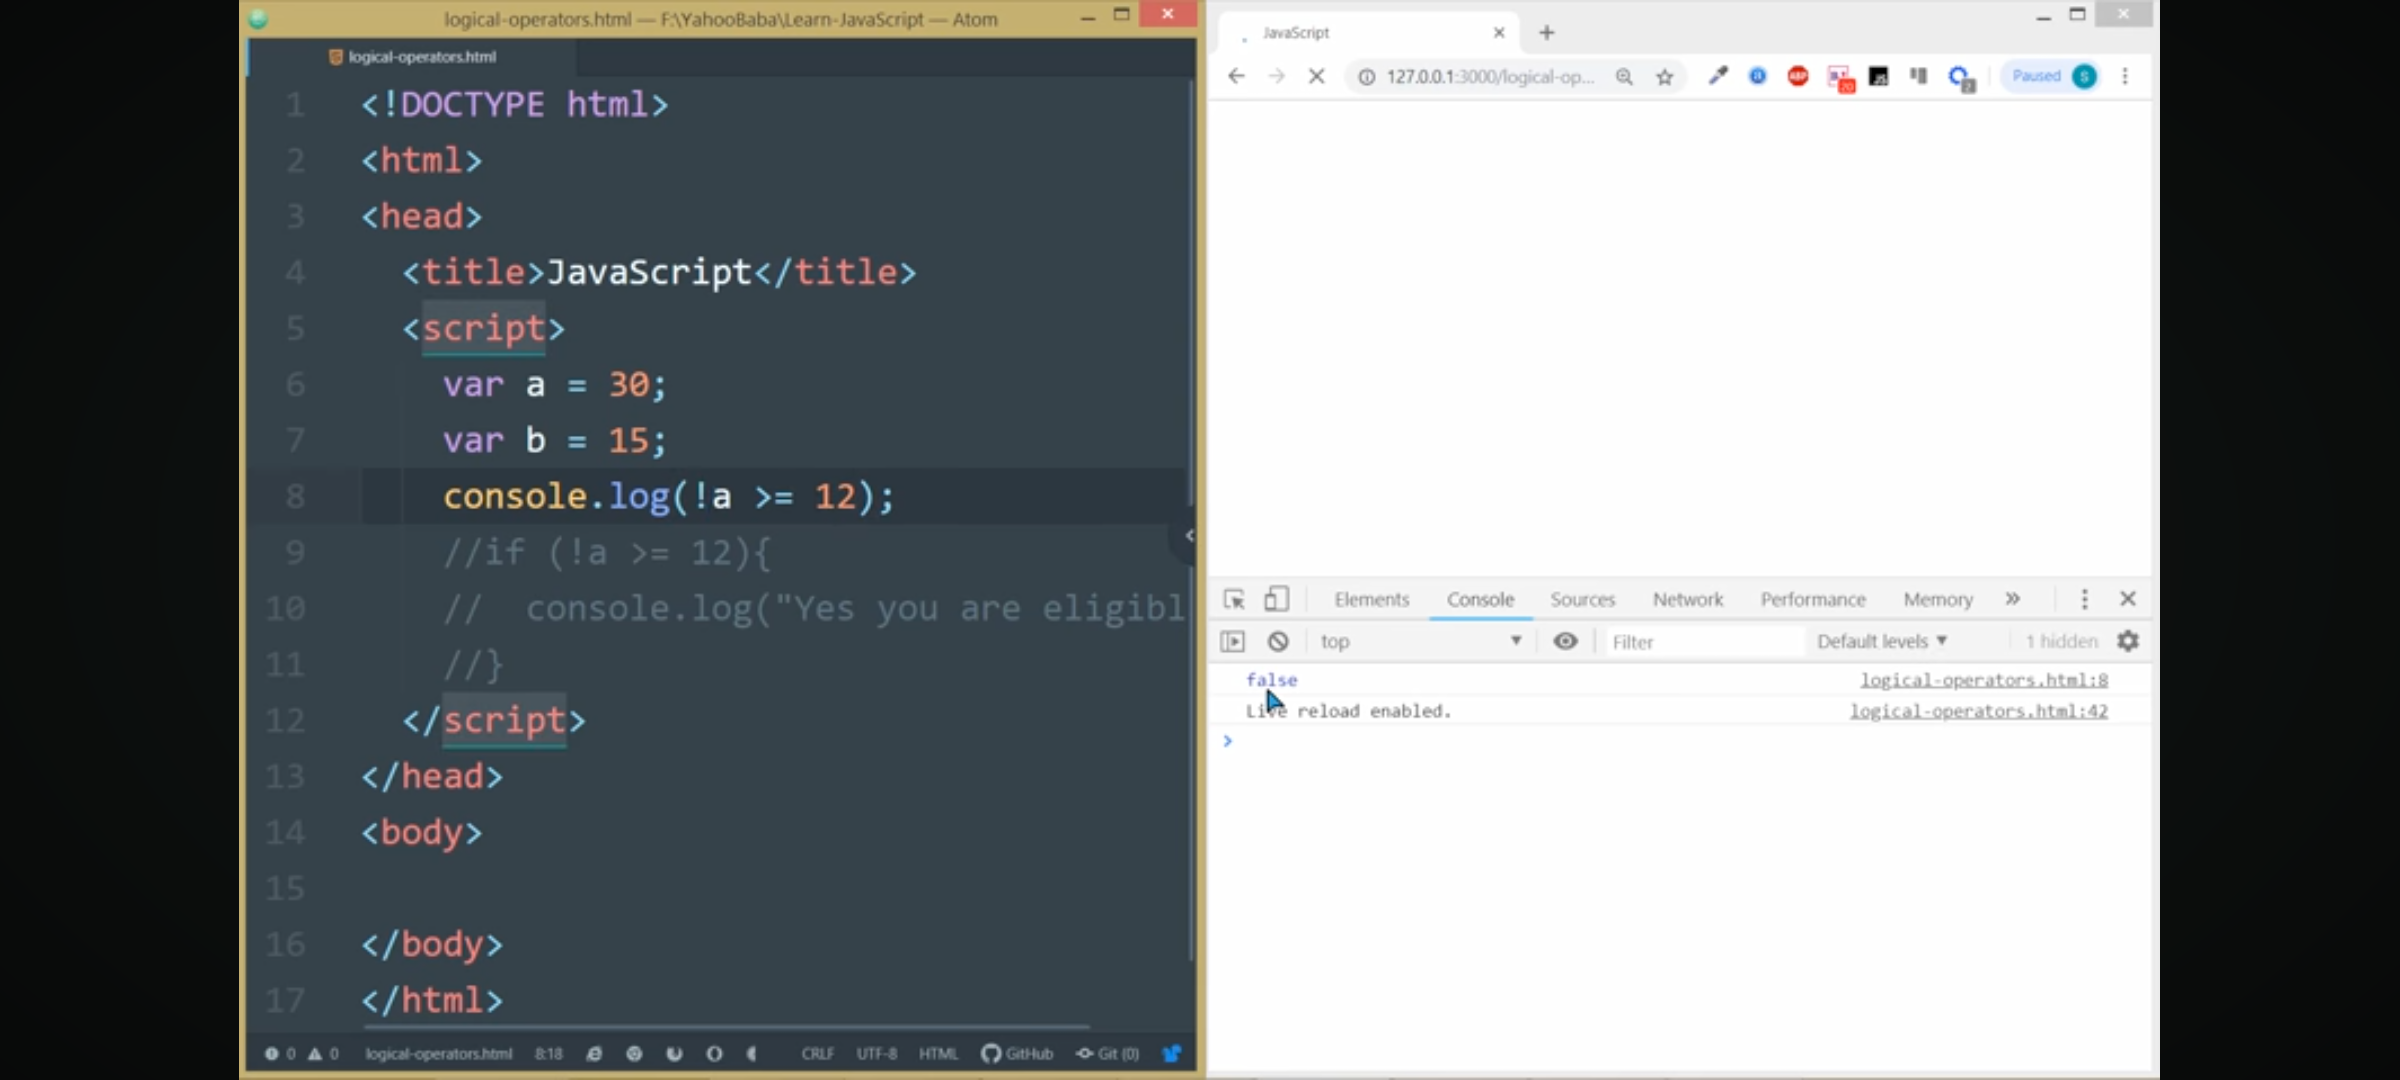 logical-operators.html — F:\YahooBaba\Learn-JavaScript — Atom
logical-operators.html
1 <!DOCTYPE html>
2 <html>
3 <head>
4 <title>JavaScript</title>
5 <script>
6 var a = 30;
7 var b = 15;
8 console.log(!a >= 12);
9 //if (!a >= 12){
10 //  console.log("Yes you are eligibl
11 //}
12 </script>
13 </head>
14 <body>
15
16 </body>
17 </html>
0 0 logical-operators.html 8:18 CRLF UTF-8 HTML GitHub Git (0)
JavaScript
127.0.0.1:3000/logical-op... ABP 20 2 Paused S
Elements Console Sources Network Performance Memory
top Filter Default levels 1 hidden
false logical-operators.html:8
Live reload enabled. logical-operators.html:42